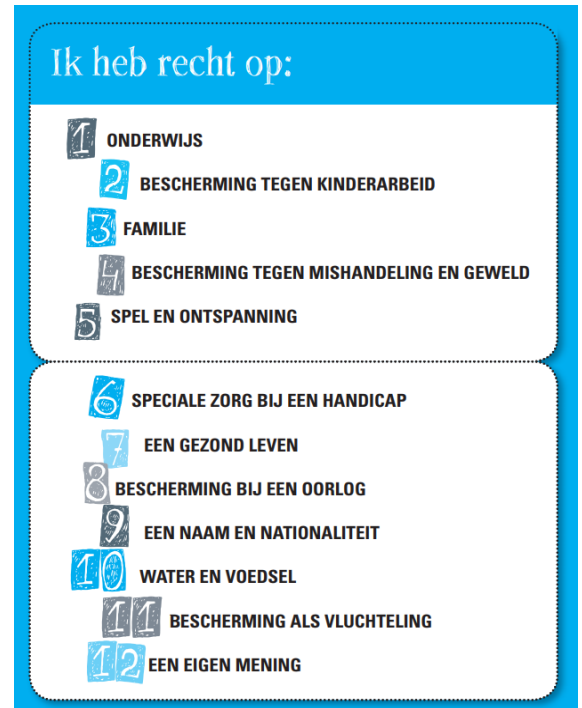 Ik heb recht op:
1 ONDERWIJS
2 BESCHERMING TEGEN KINDERARBEID
3 FAMILIE
4 BESCHERMING TEGEN MISHANDELING EN GEWELD
5 SPEL EN ONTSPANNING
6 SPECIALE ZORG BIJ EEN HANDICAP
7 EEN GEZOND LEVEN
8 BESCHERMING BIJ EEN OORLOG
9 EEN NAAM EN NATIONALITEIT
10 WATER EN VOEDSEL
11 BESCHERMING ALS VLUCHTELING
12 EEN EIGEN MENING